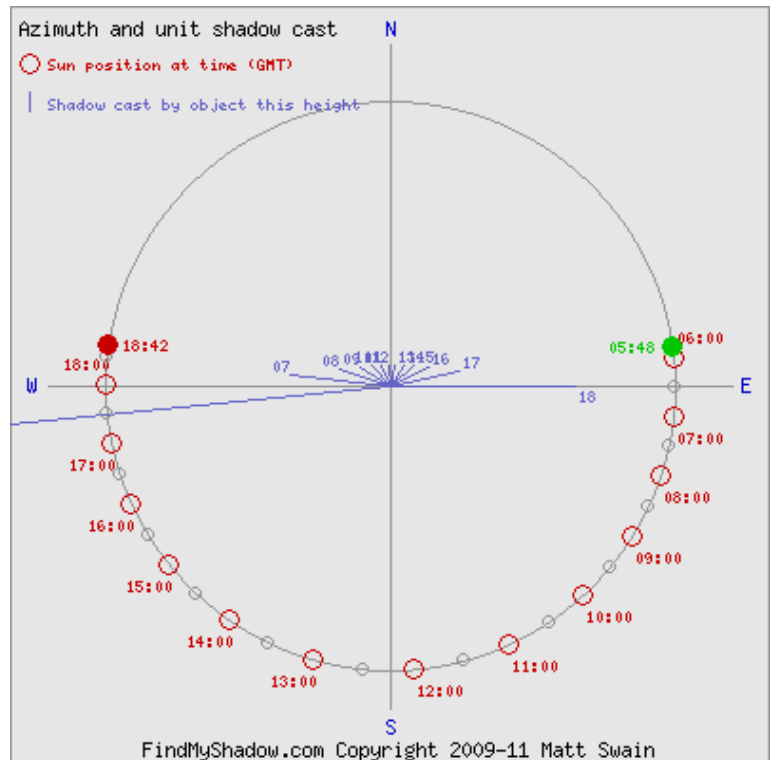 Azimuth and unit shadow cast
N
Sun position at time (GMT)
Shadow cast by object this height
05:48
06:00
18:42
18:00
07
08
16
17
W
E
18
17:00
07:00
16:00
08:00
15:00
09:00
14:00
10:00
13:00
11:00
12:00
S
FindMyShadow.com Copyright 2009-11 Matt Swain